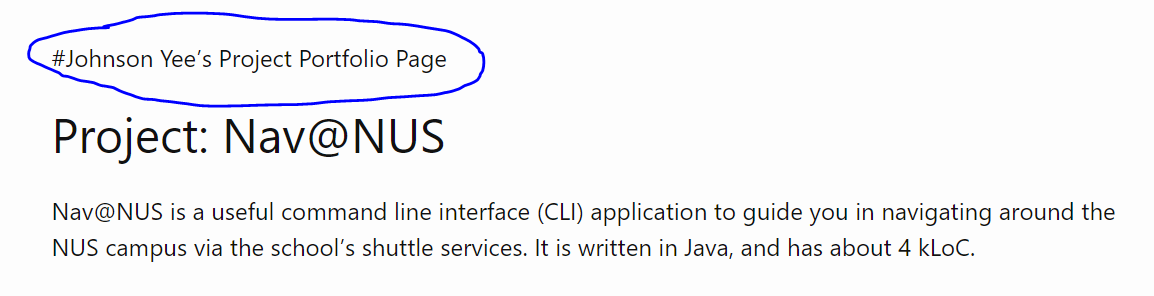 #Johnson Yee’s Project Portfolio Page
Project: Nav@NUS
Nav@NUS is a useful command line interface (CLI) application to guide you in navigating around the
NUS campus via the school’s shuttle services. It is written in Java, and has about 4 kLoC.